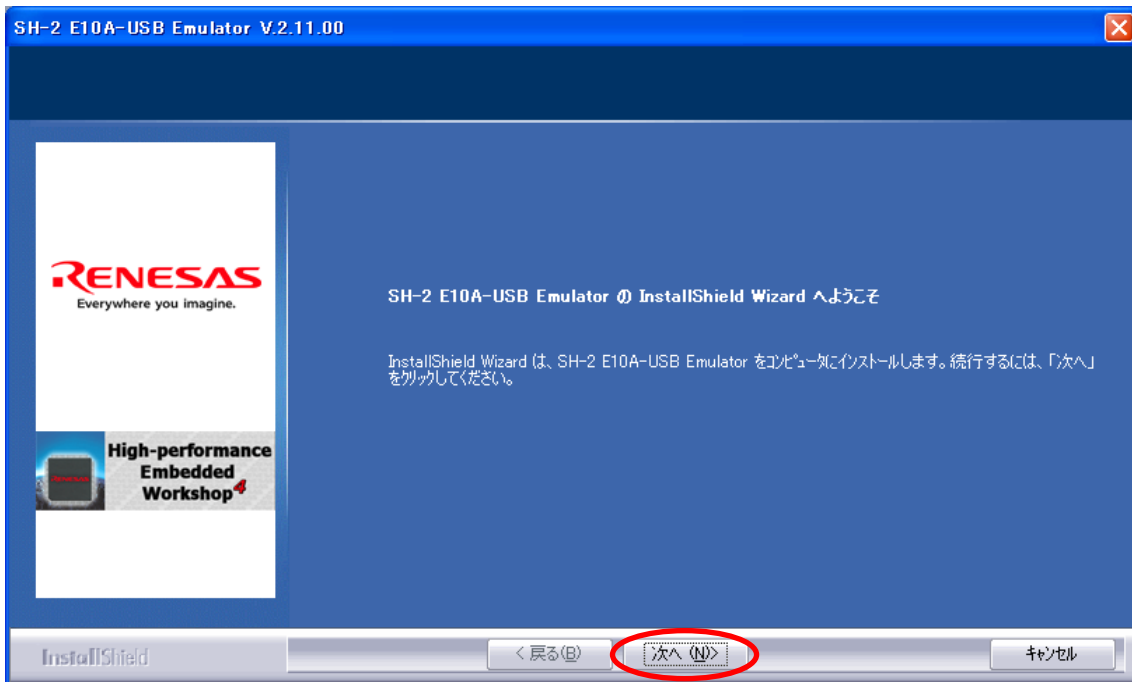 SH-2 E10A-USB Emulator V.2.11.00
RENESAS
Everywhere you imagine.
SH-2 E10A-USB Emulator の InstallShield Wizard へようこそ
InstallShield Wizard は、SH-2 E10A-USB Emulator をコンピュータにインストールします。続行するには、「次へ」
をクリックしてください。
High-performance
Embedded
Workshop4
InstallShield
< 戻る(B)
次へ (N)>
キャンセル